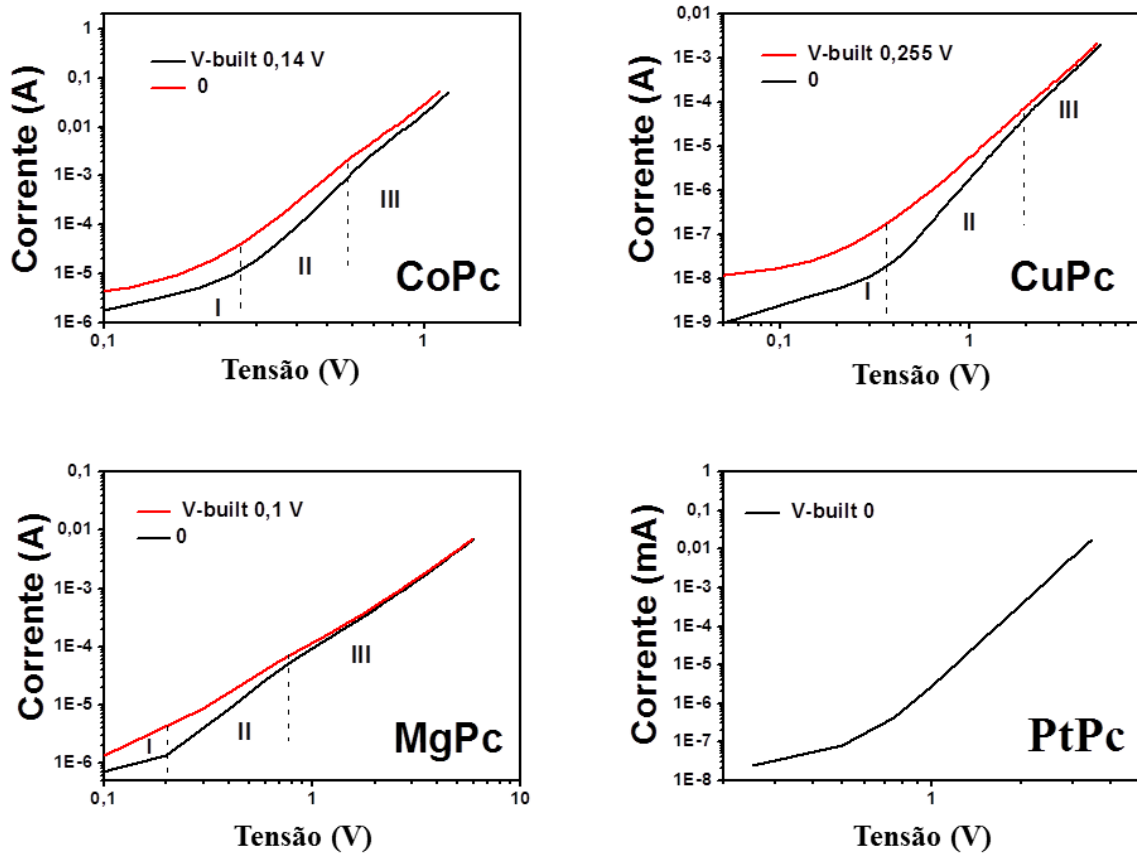 Corrente (A)
1
0,1
0,01
1E-3
1E-4
1E-5
1E-6
V-built 0,14 V
0
I
II
III
CoPc
0,1
1
Tensão (V)
Corrente (A)
0,01
1E-3
1E-4
1E-5
1E-6
1E-7
1E-8
1E-9
V-built 0,255 V
0
I
II
III
CuPc
0,1
1
Tensão (V)
Corrente (A)
0,1
0,01
1E-3
1E-4
1E-5
1E-6
V-built 0,1 V
0
I
II
III
MgPc
0,1
1
10
Tensão (V)
Corrente (mA)
1
0,1
0,01
1E-3
1E-4
1E-5
1E-6
1E-7
1E-8
V-built 0
PtPc
1
Tensão (V)